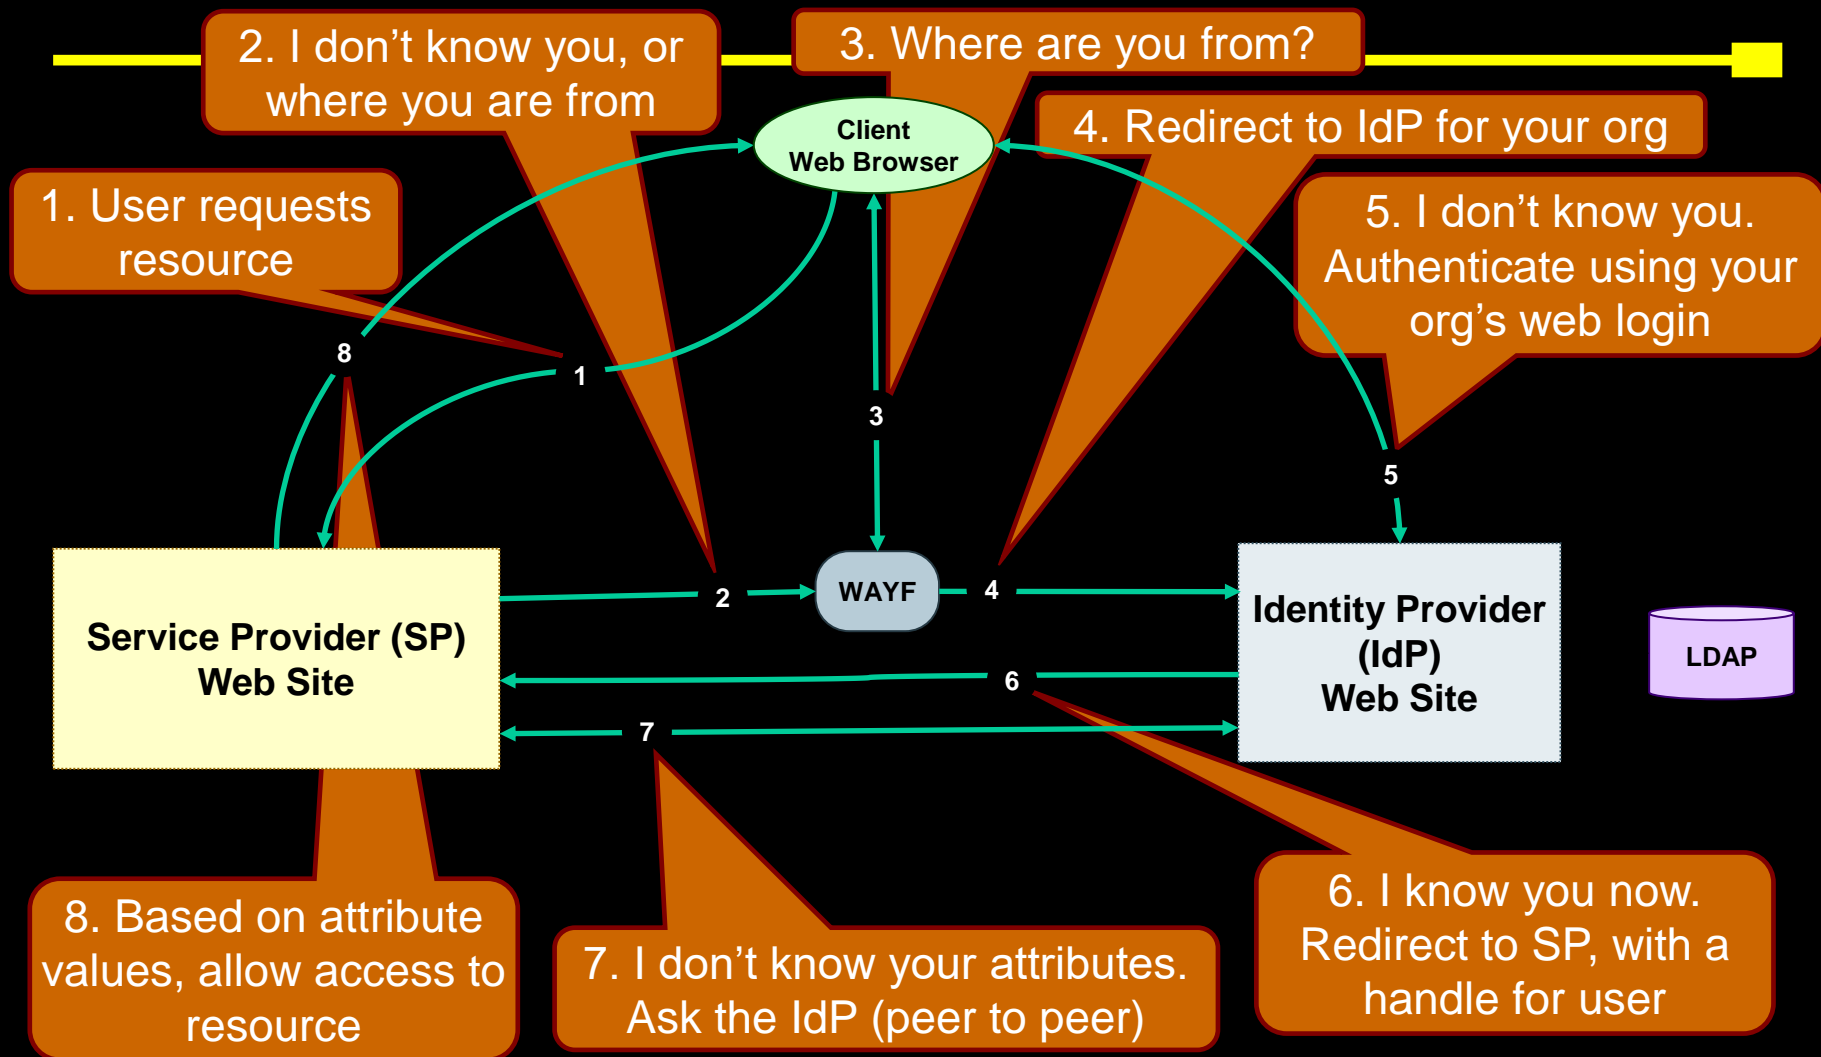 2. I don’t know you, or
where you are from
3. Where are you from?
4. Redirect to IdP for your org
Client
Web Browser
1. User requests
resource
5. I don’t know you.
Authenticate using your
org’s web login
8
1
3
5
2
WAYF
4
Service Provider (SP)
Web Site
Identity Provider
(IdP)
Web Site
LDAP
6
7
8. Based on attribute
values, allow access to
resource
7. I don’t know your attributes.
Ask the IdP (peer to peer)
6. I know you now.
Redirect to SP, with a
handle for user